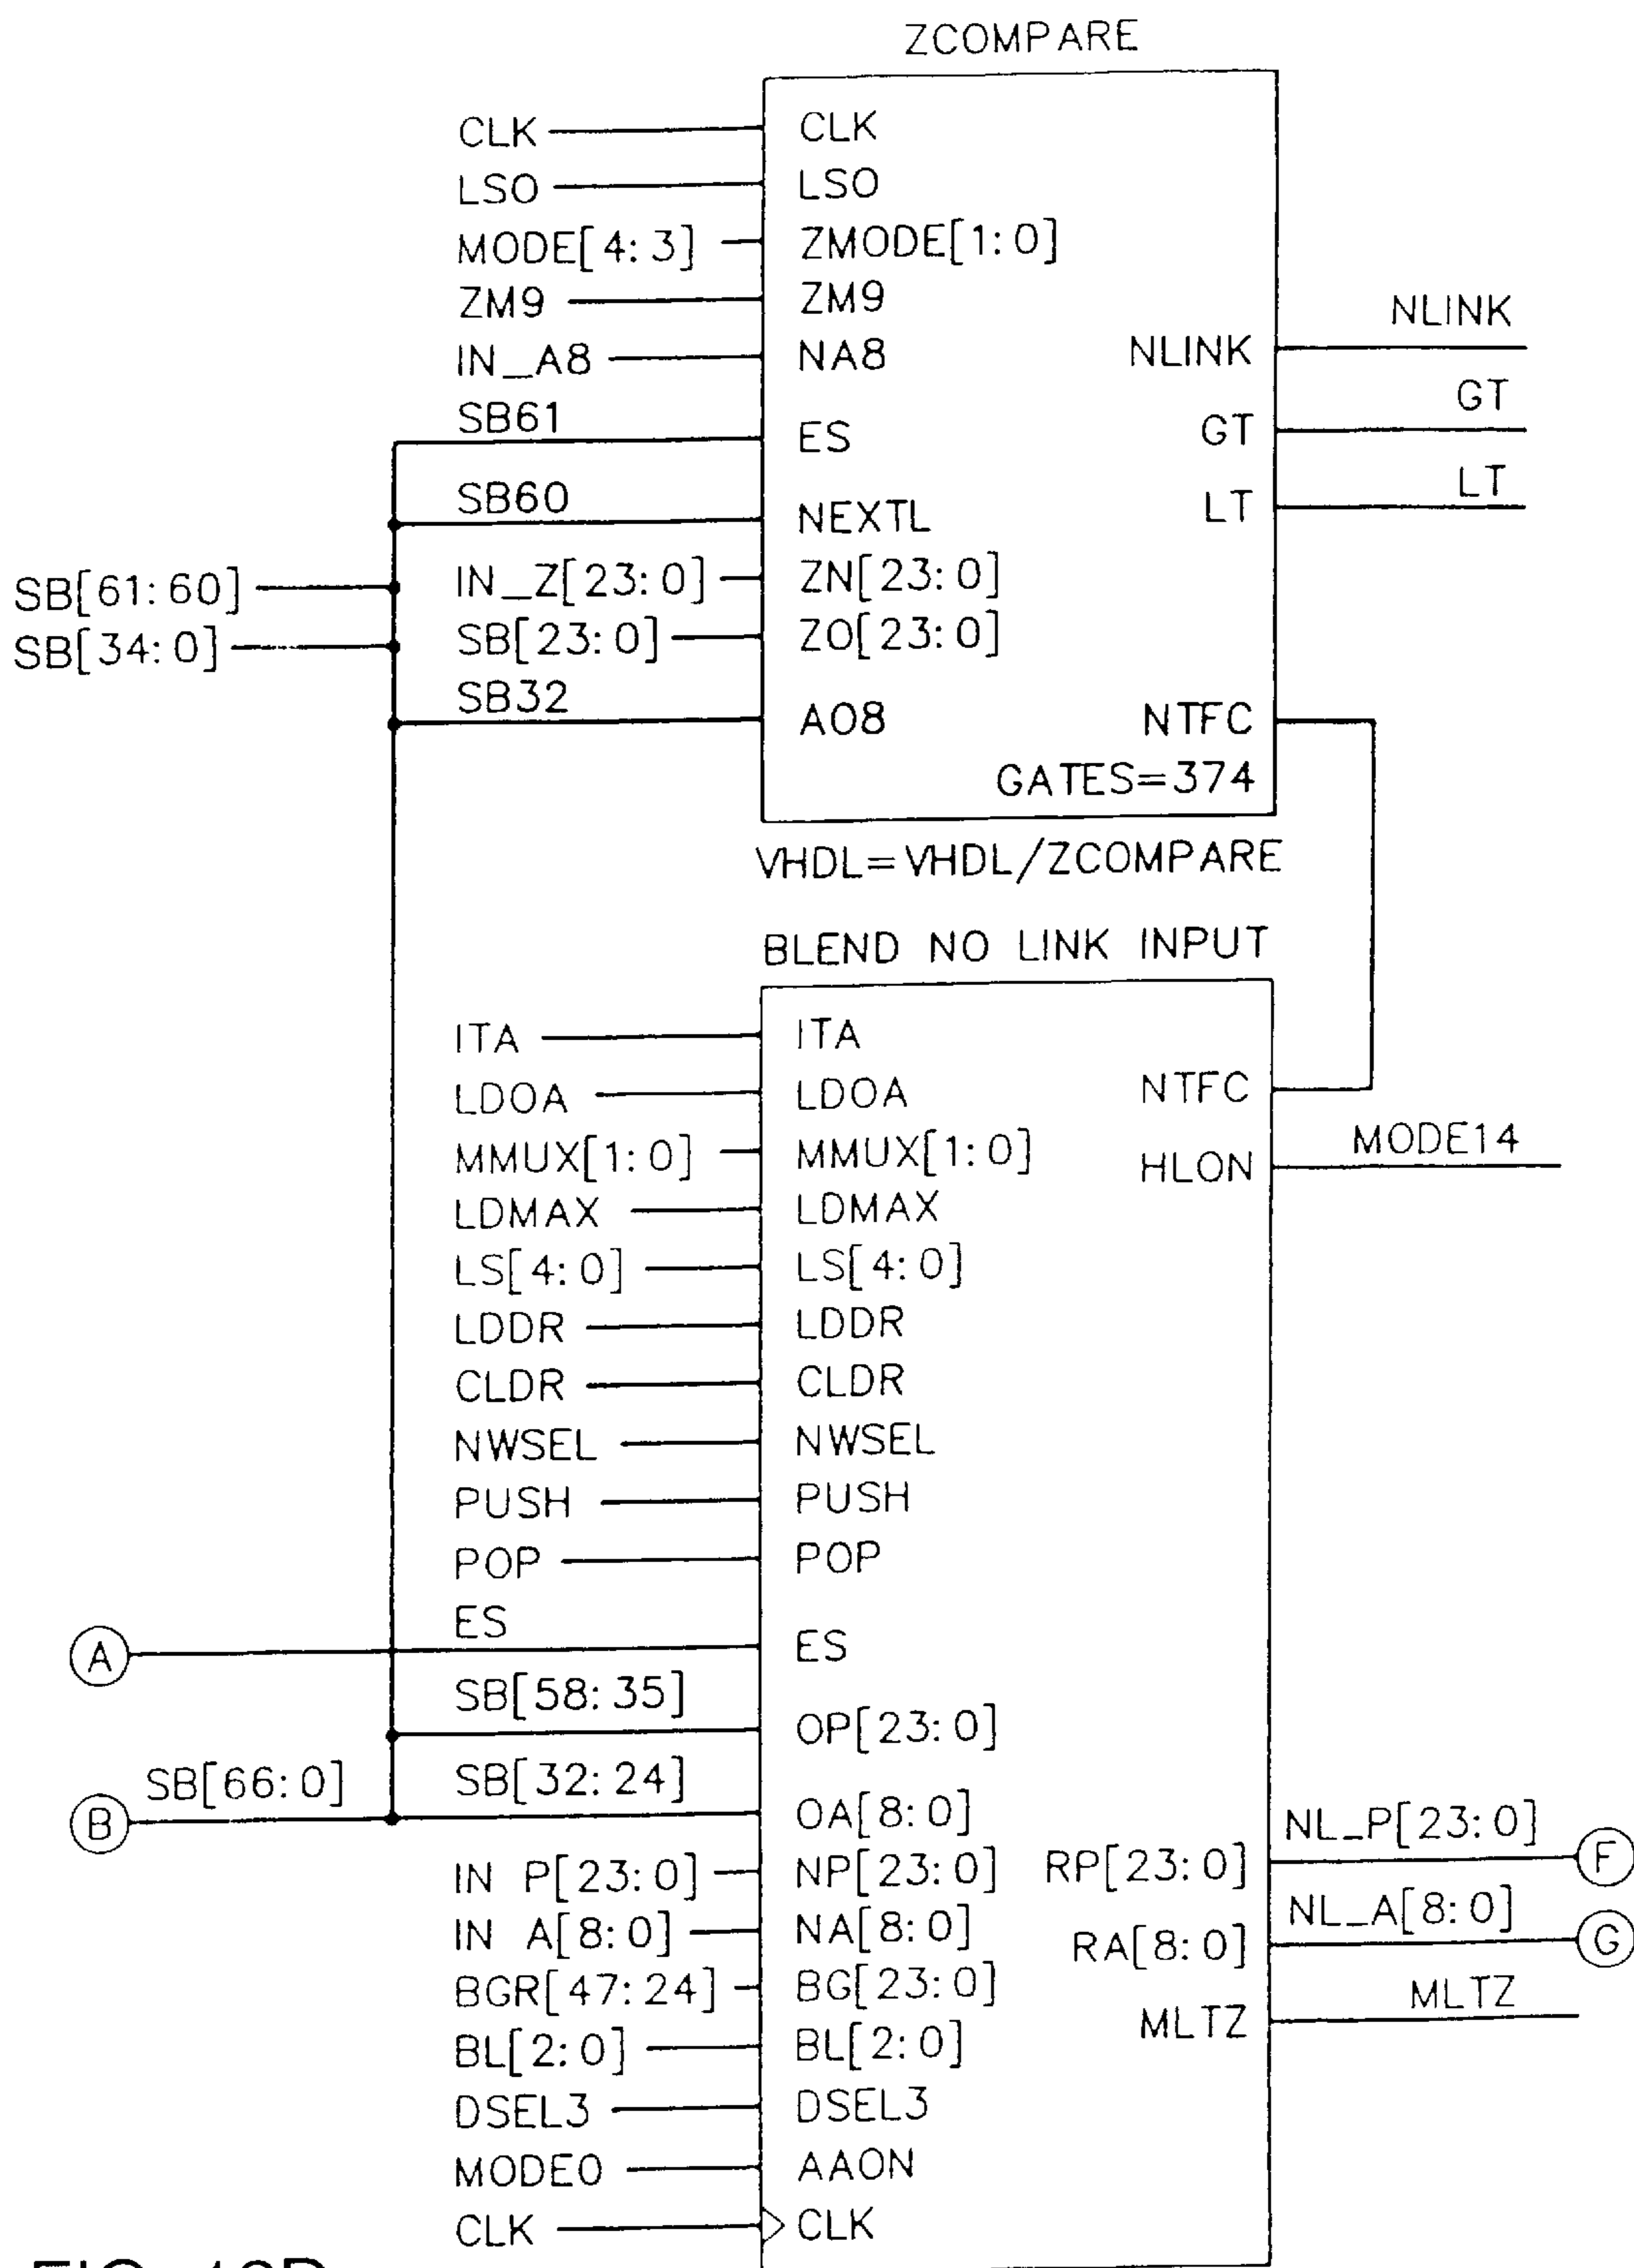 ZCOMPARE
CLK CLK
LSO LSO
MODE[4:3] ZMODE[1:0]
ZM9 ZM9
NLINK
IN_A8 NA8 NLINK
GT
SB61
ES GT
LT
SB60
NEXTL LT
SB[61:60] IN_Z[23:0] ZN[23:0]
SB[34:0] SB[23:0] ZO[23:0]
SB32
AO8 NTFC
GATES=374
VHDL=VHDL/ZCOMPARE
BLEND NO LINK INPUT
ITA ITA
LDOA LDOA NTFC
MODE14
MMUX[1:0] MMUX[1:0] HLON
LDMAX LDMAX
LS[4:0] LS[4:0]
LDDR LDDR
CLDR CLDR
NWSEL NWSEL
PUSH PUSH
POP POP
ES
A ES
SB[58:35]
OP[23:0]
SB[66:0] SB[32:24]
B OA[8:0] NL_P[23:0]
IN P[23:0] NP[23:0] RP[23:0] F
NL_A[8:0]
IN A[8:0] NA[8:0] RA[8:0] G
BGR[47:24] BG[23:0] MLTZ
BL[2:0] BL[2:0] MLTZ
DSEL3 DSEL3
MODE0 AAON
CLK CLK